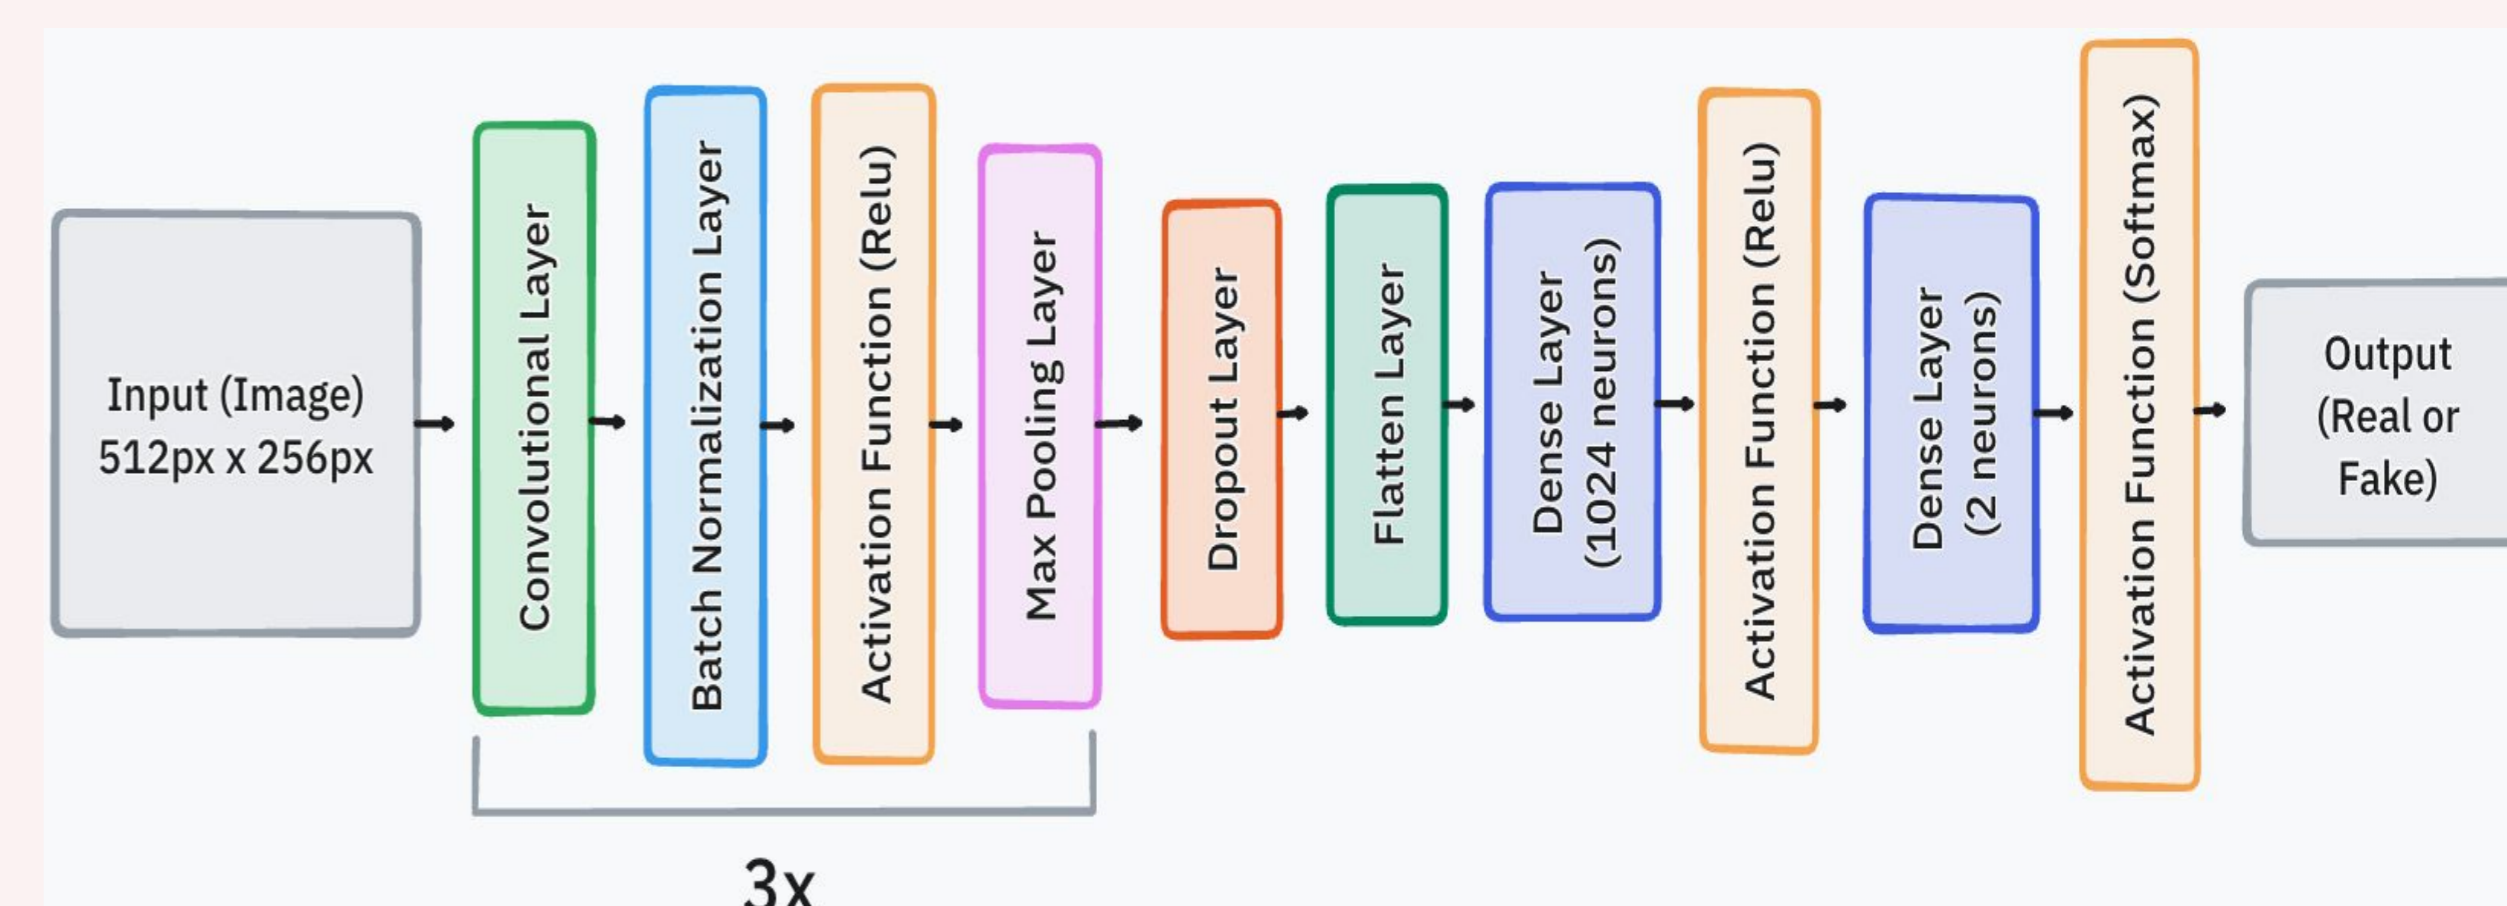 Input (Image)
512px x 256px
Convolutional Layer
Batch Normalization Layer
Activation Function (Relu)
Max Pooling Layer
3x
Dropout Layer
Flatten Layer
Dense Layer
(1024 neurons)
Activation Function (Relu)
Dense Layer
(2 neurons)
Activation Function (Softmax)
Output
(Real or
Fake)